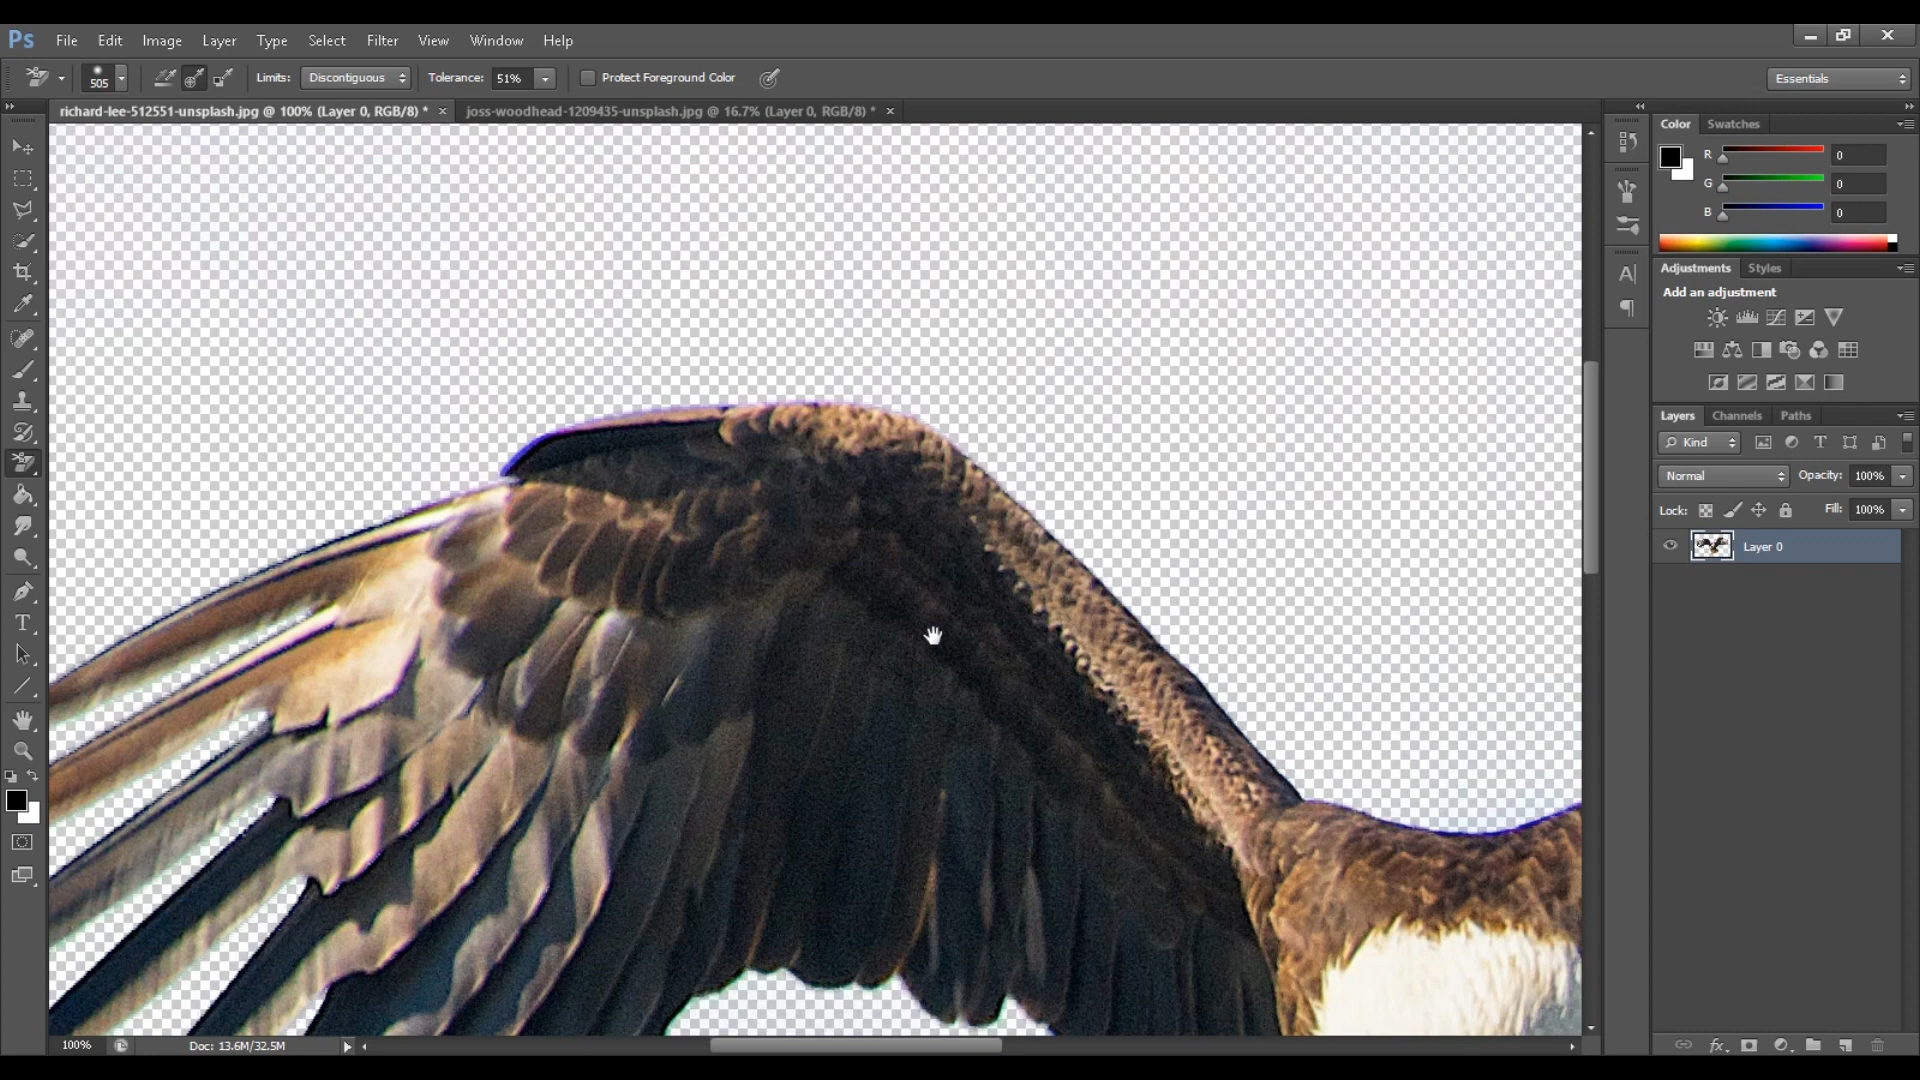 Ps File Edit Image Layer Type Select Filter View Window Help
505 Limits: Discontiguous Tolerance: 51% Protect Foreground Color Essentials
richard-lee-512551-unsplash.jpg @ 100% (Layer 0, RGB/8) * joss-woodhead-1209435-unsplash.jpg @ 16.7% (Layer 0, RGB/8) *
Color Swatches
R 0
G 0
B 0
Adjustments Styles
Add an adjustment
Layers Channels Paths
Kind
Normal Opacity: 100%
Lock: Fill: 100%
Layer 0
100% Doc: 13.6M/32.5M